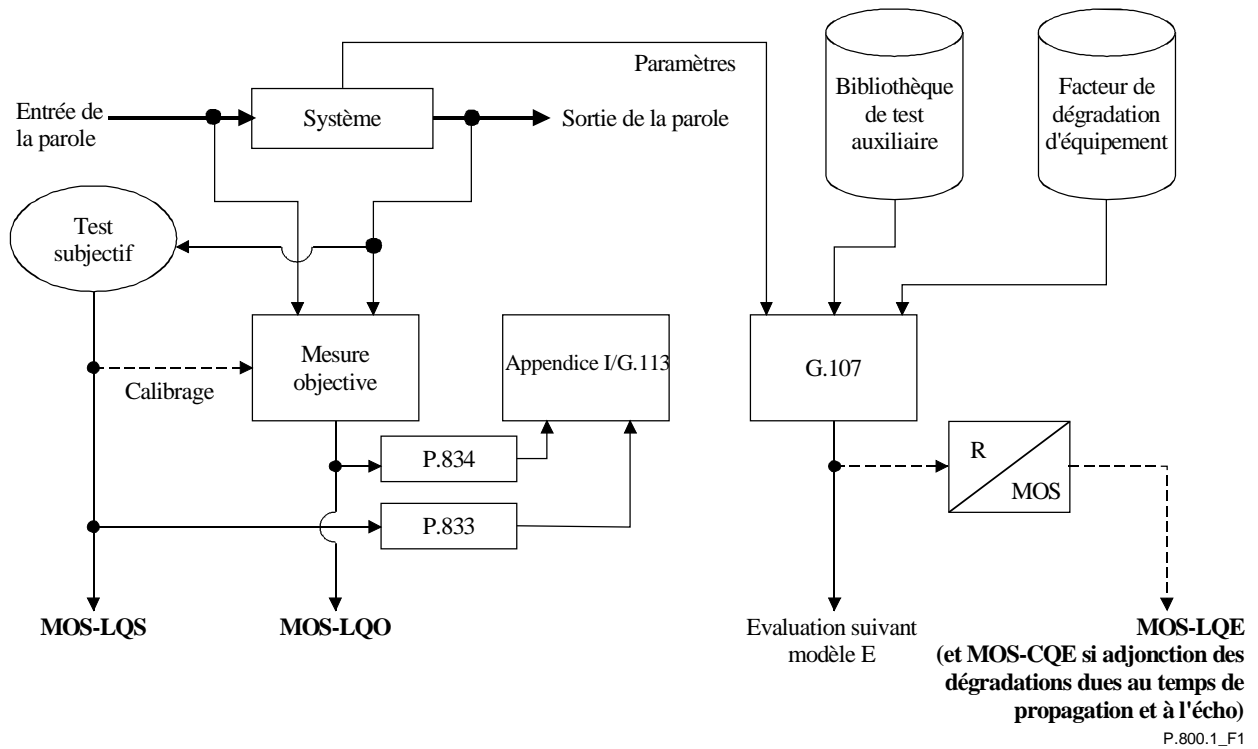 Paramètres
Entrée de
la parole
Système
Sortie de la parole
Bibliothèque
de test
auxiliaire
Facteur de
dégradation
d'équipement
Test
subjectif
Mesure
objective
Appendice I/G.113
G.107
Calibrage
P.834
P.833
R
MOS
MOS-LQS
MOS-LQO
Evaluation suivant
modèle E
MOS-LQE
(et MOS-CQE si adjonction des
dégradations dues au temps de
propagation et à l'écho)
P.800.1_F1